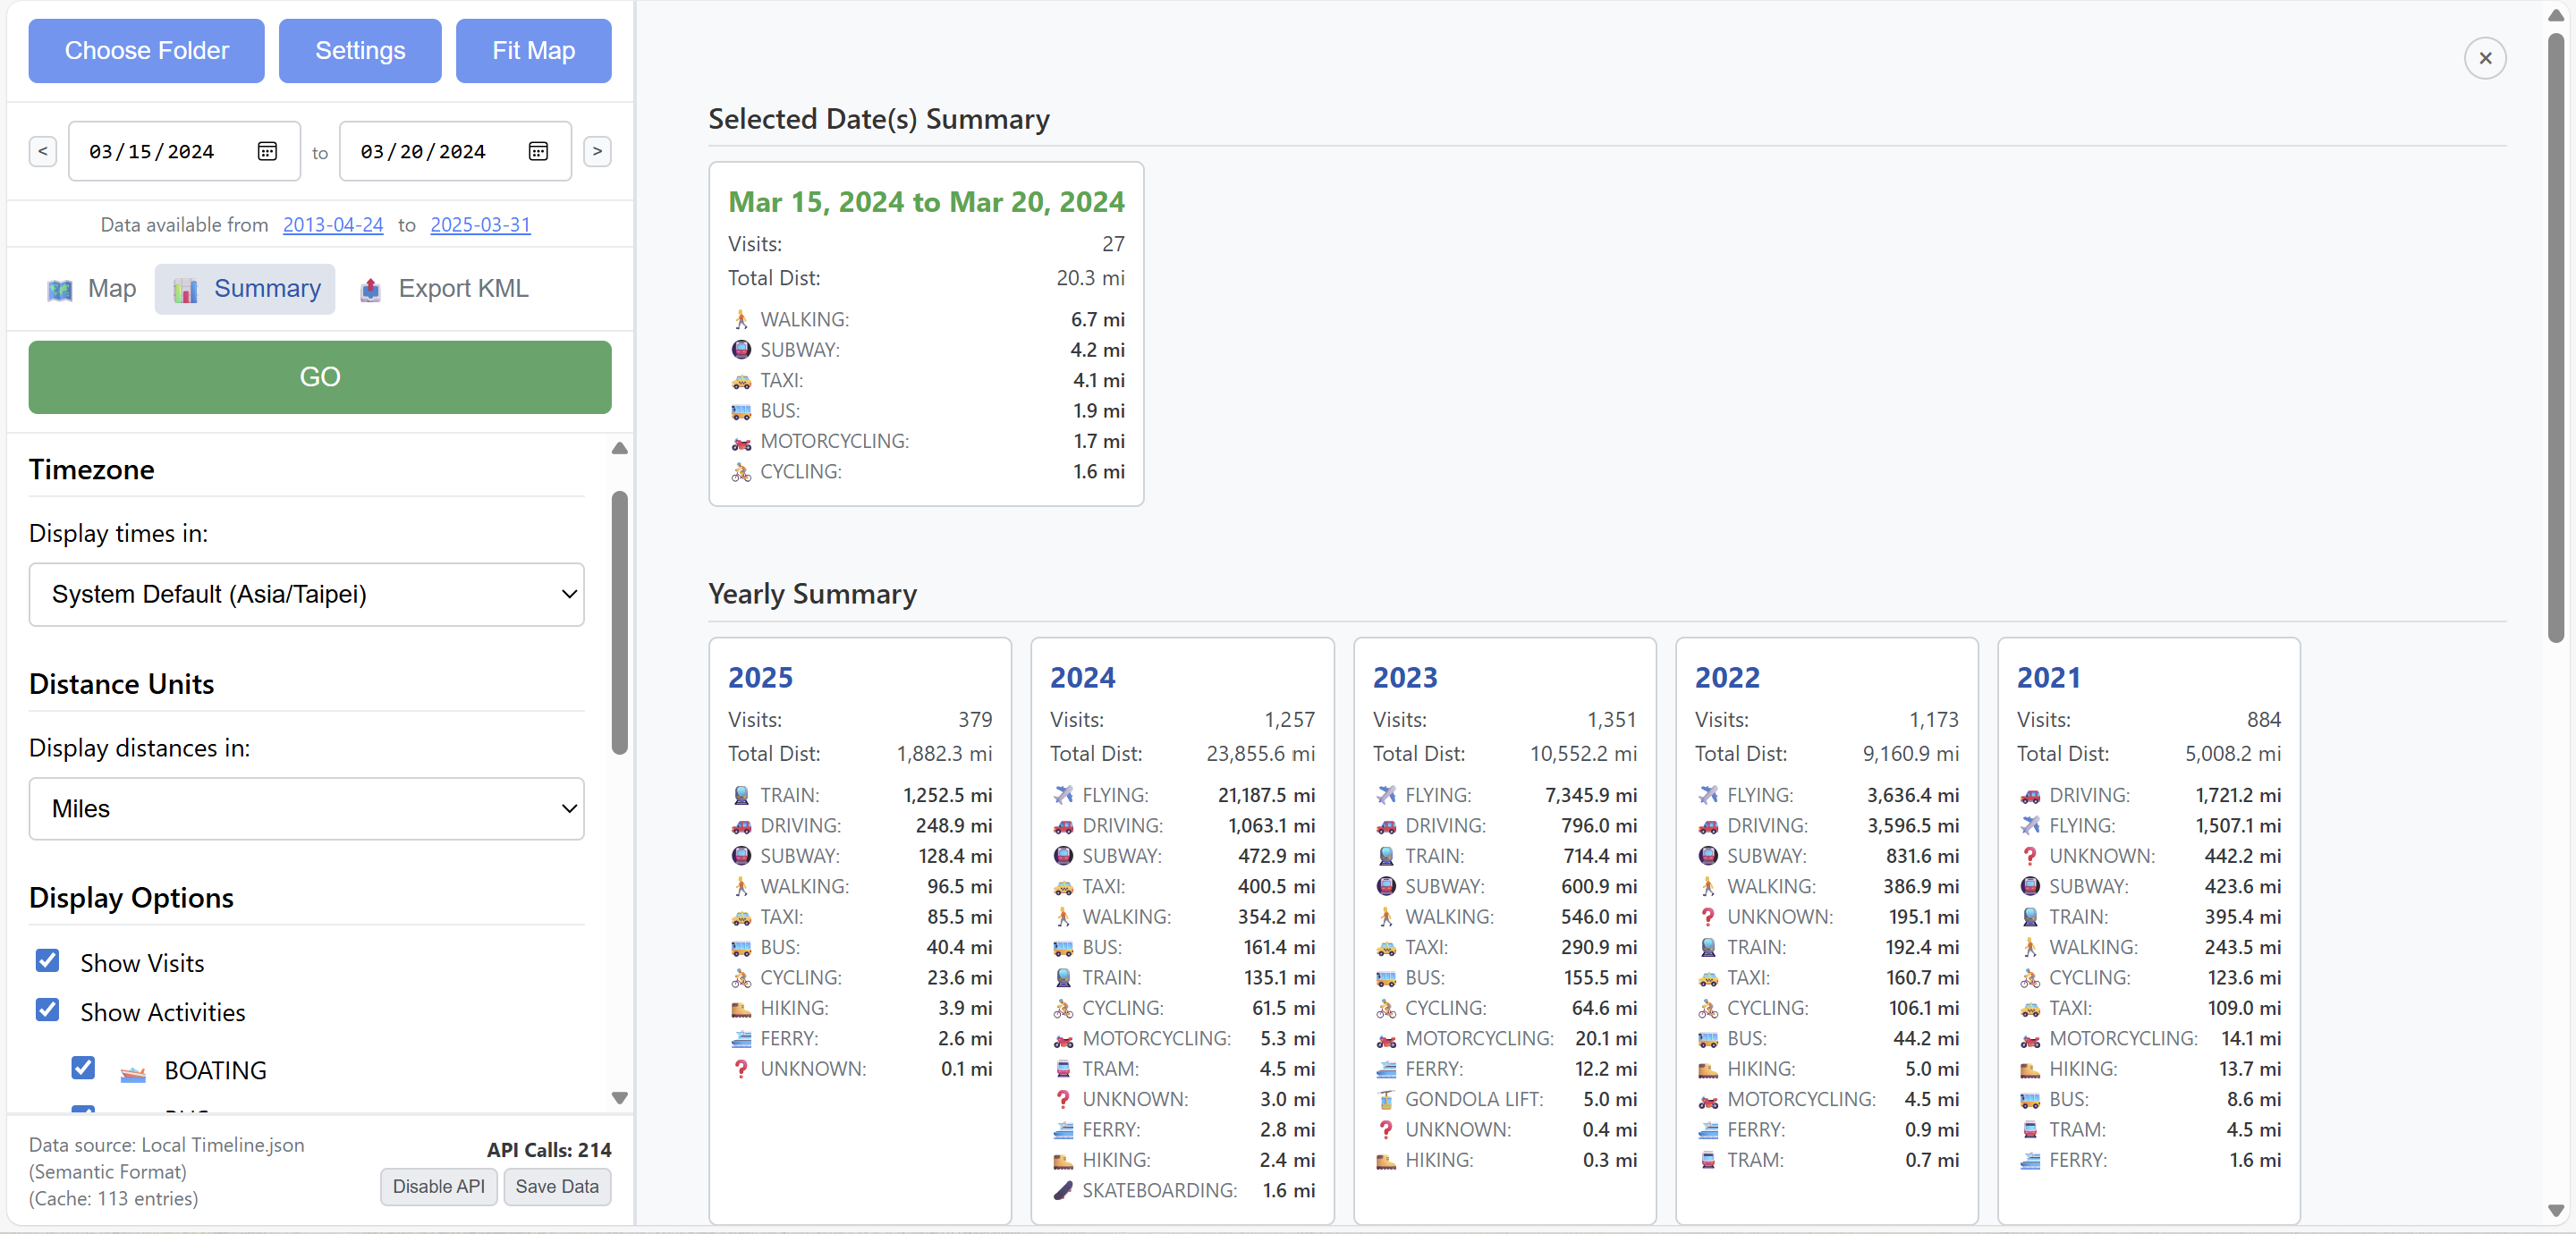 Choose Folder Settings Fit Map
< 03/15/2024 to 03/20/2024 >
Data available from 2013-04-24 to 2025-03-31
Map Summary Export KML
GO
Timezone
Display times in:
System Default (Asia/Taipei)
Distance Units
Display distances in:
Miles
Display Options
Show Visits
Show Activities
BOATING
Data source: Local Timeline.json
(Semantic Format)
(Cache: 113 entries)
API Calls: 214
Disable API Save Data
Selected Date(s) Summary
Mar 15, 2024 to Mar 20, 2024
Visits: 27
Total Dist: 20.3 mi
WALKING: 6.7 mi
SUBWAY: 4.2 mi
TAXI: 4.1 mi
BUS: 1.9 mi
MOTORCYCLING: 1.7 mi
CYCLING: 1.6 mi
Yearly Summary
2025
Visits: 379
Total Dist: 1,882.3 mi
TRAIN: 1,252.5 mi
DRIVING: 248.9 mi
SUBWAY: 128.4 mi
WALKING: 96.5 mi
TAXI: 85.5 mi
BUS: 40.4 mi
CYCLING: 23.6 mi
HIKING: 3.9 mi
FERRY: 2.6 mi
UNKNOWN: 0.1 mi
2024
Visits: 1,257
Total Dist: 23,855.6 mi
FLYING: 21,187.5 mi
DRIVING: 1,063.1 mi
SUBWAY: 472.9 mi
TAXI: 400.5 mi
WALKING: 354.2 mi
BUS: 161.4 mi
TRAIN: 135.1 mi
CYCLING: 61.5 mi
MOTORCYCLING: 5.3 mi
TRAM: 4.5 mi
UNKNOWN: 3.0 mi
FERRY: 2.8 mi
HIKING: 2.4 mi
SKATEBOARDING: 1.6 mi
2023
Visits: 1,351
Total Dist: 10,552.2 mi
FLYING: 7,345.9 mi
DRIVING: 796.0 mi
TRAIN: 714.4 mi
SUBWAY: 600.9 mi
WALKING: 546.0 mi
TAXI: 290.9 mi
BUS: 155.5 mi
CYCLING: 64.6 mi
MOTORCYCLING: 20.1 mi
FERRY: 12.2 mi
GONDOLA LIFT: 5.0 mi
UNKNOWN: 0.4 mi
HIKING: 0.3 mi
2022
Visits: 1,173
Total Dist: 9,160.9 mi
FLYING: 3,636.4 mi
DRIVING: 3,596.5 mi
SUBWAY: 831.6 mi
WALKING: 386.9 mi
UNKNOWN: 195.1 mi
TRAIN: 192.4 mi
TAXI: 160.7 mi
CYCLING: 106.1 mi
BUS: 44.2 mi
HIKING: 5.0 mi
MOTORCYCLING: 4.5 mi
FERRY: 0.9 mi
TRAM: 0.7 mi
2021
Visits: 884
Total Dist: 5,008.2 mi
DRIVING: 1,721.2 mi
FLYING: 1,507.1 mi
UNKNOWN: 442.2 mi
SUBWAY: 423.6 mi
TRAIN: 395.4 mi
WALKING: 243.5 mi
CYCLING: 123.6 mi
TAXI: 109.0 mi
MOTORCYCLING: 14.1 mi
HIKING: 13.7 mi
BUS: 8.6 mi
TRAM: 4.5 mi
FERRY: 1.6 mi